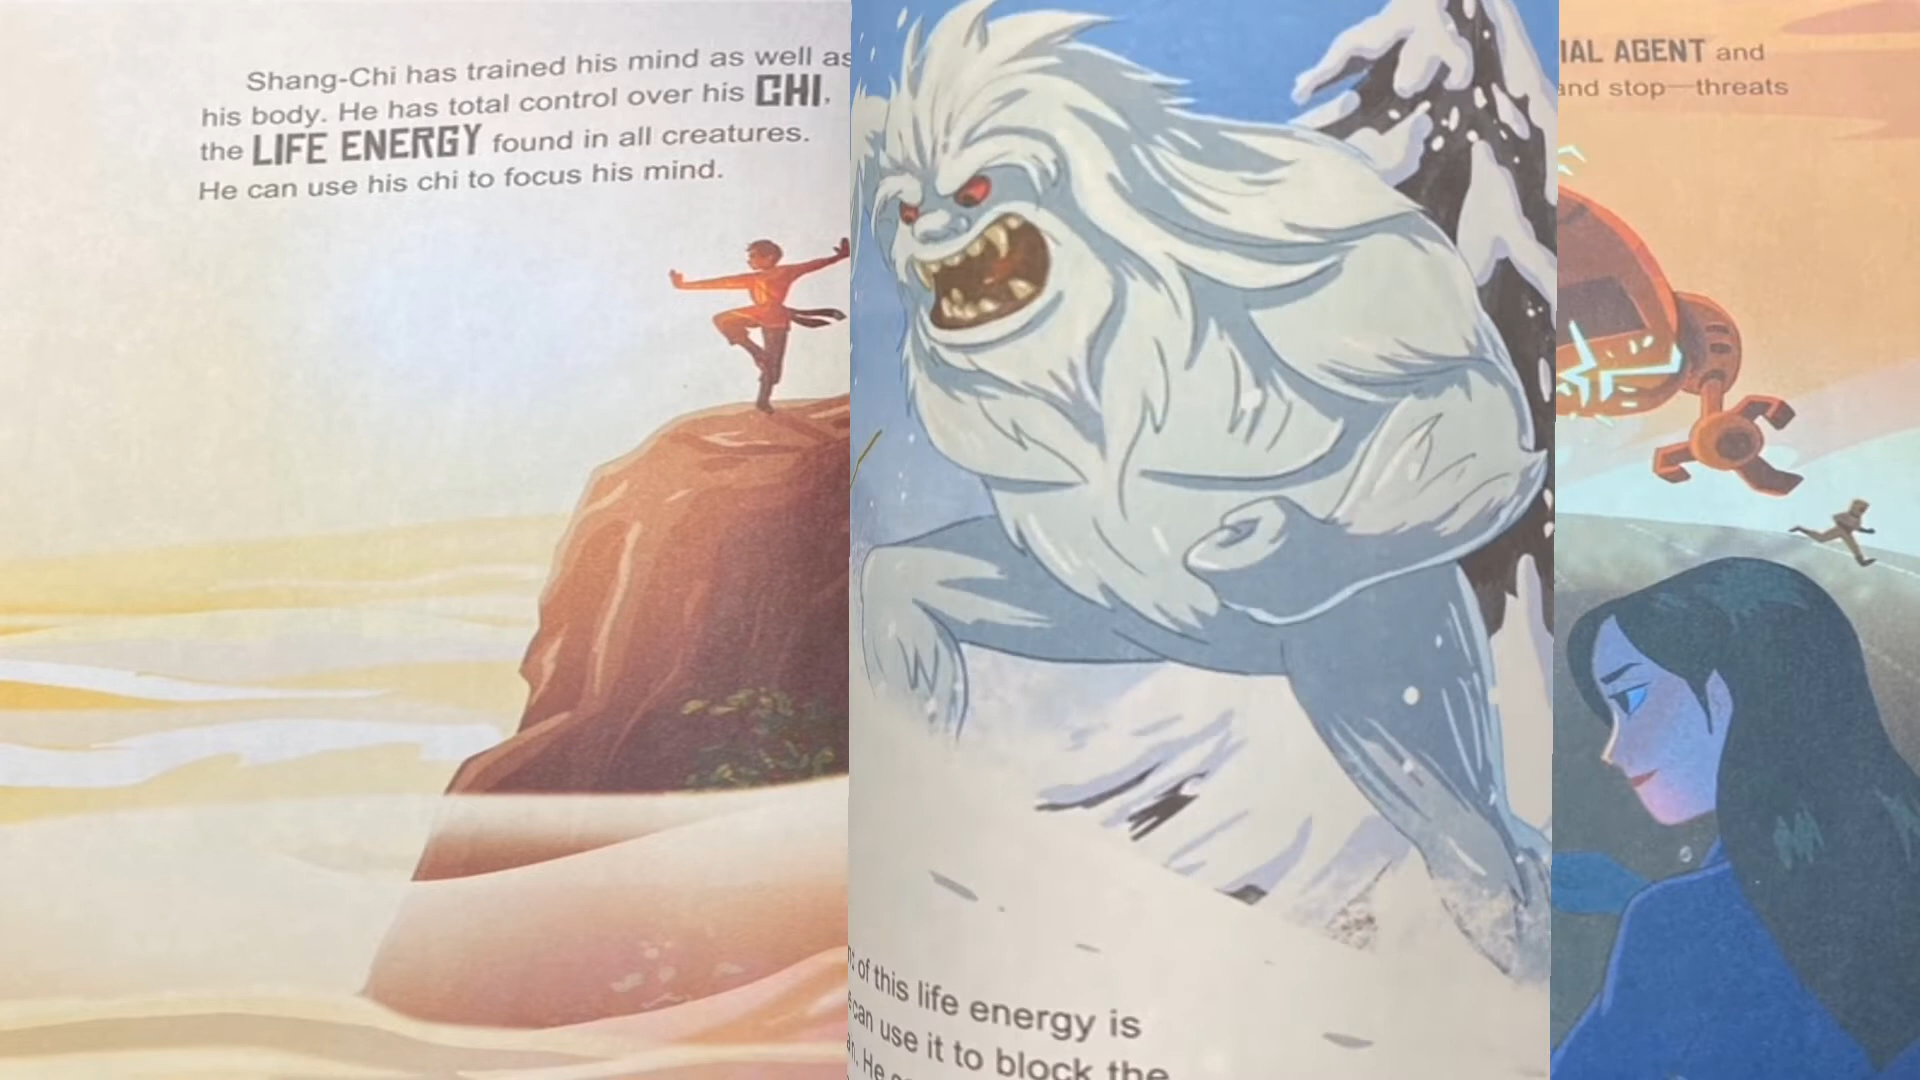 Shang-Chi has trained his mind as well as
his body. He has total control over his CHI,
the LIFE ENERGY found in all creatures.
He can use his chi to focus his mind.
of this life energy is
can use it to block the
He
AGENT and
and stop—threats